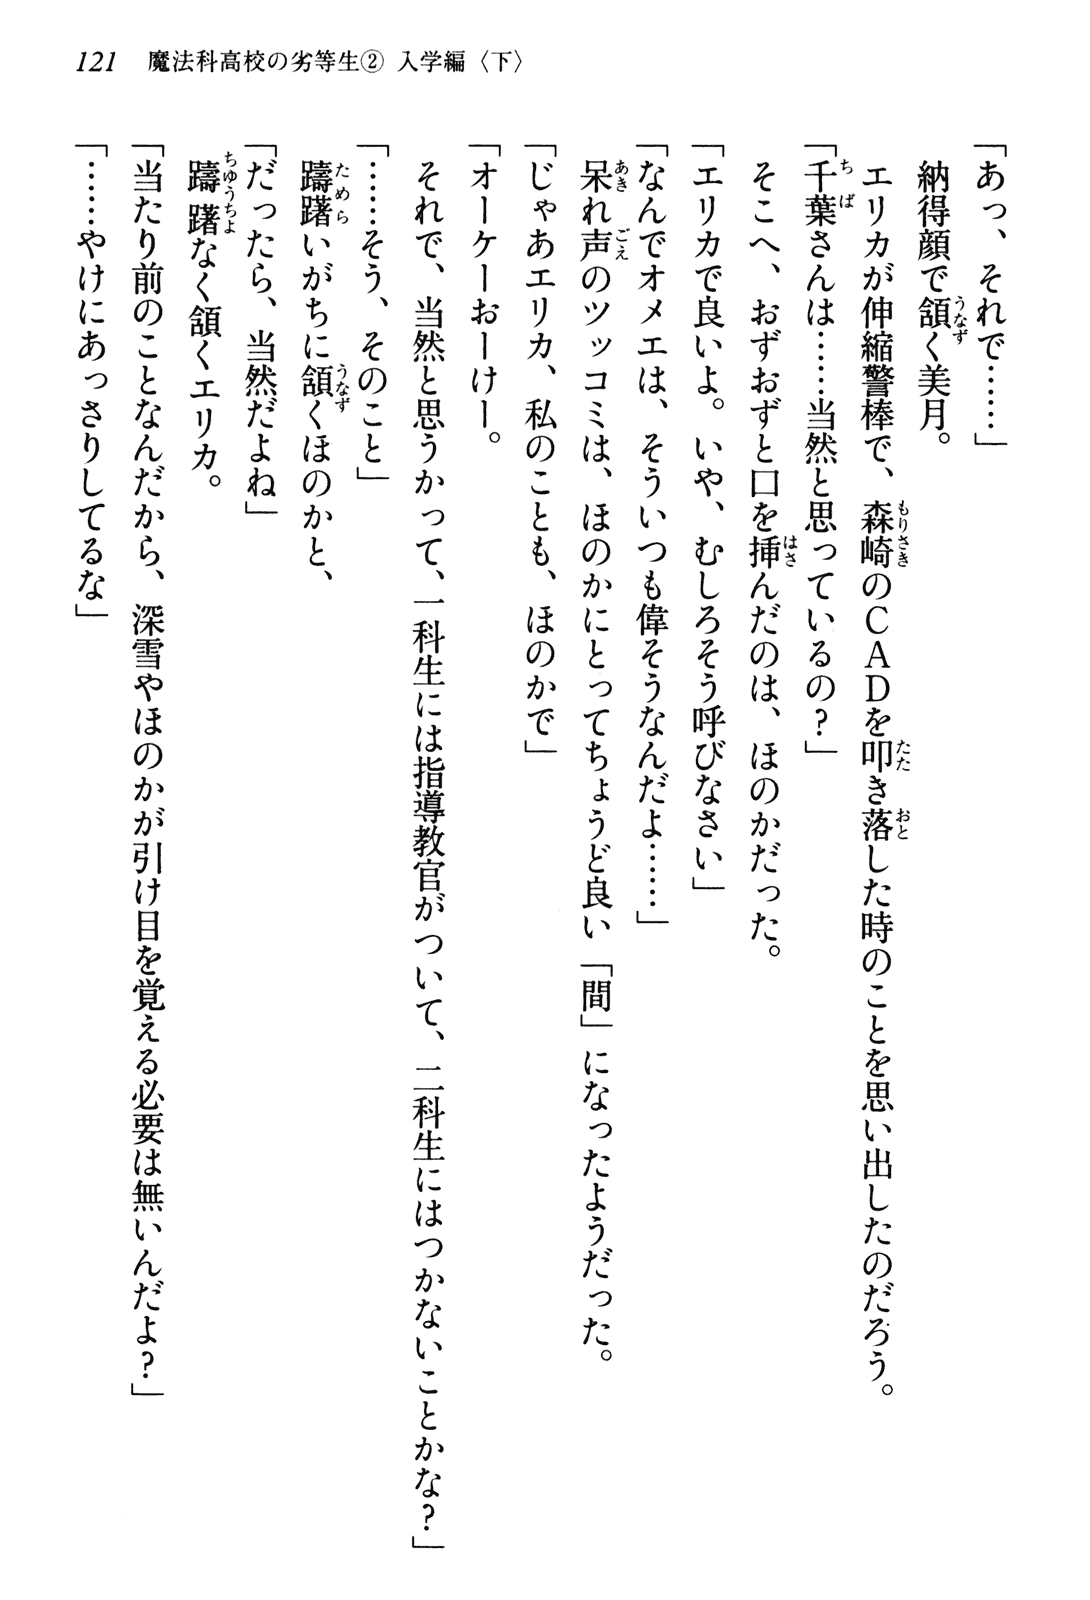 121　魔法科高校の劣等生② 入学編〈下〉
「あっ、それで……」
納得顔で頷く美月。
エリカが伸縮警棒で、森崎のCADを叩き落した時のことを思い出したのだろう。
「千葉さんは……当然と思っているの？」
そこへ、おずおずと口を挿んだのは、ほのかだった。
「エリカで良いよ。いや、むしろそう呼びなさい」
「なんでオメエは、そういつも偉そうなんだよ……」
呆れ声のツッコミは、ほのかにとってちょうど良い「間」になったようだった。
「じゃあエリカ、私のことも、ほのかで」
「オーケーおーけー。
それで、当然と思うかって、一科生には指導教官がついて、二科生にはつかないことかな？」
「……そう、そのこと」
躊躇いがちに頷くほのかと、
「だったら、当然だよね」
躊躇なく頷くエリカ。
「当たり前のことなんだから、深雪やほのかが引け目を覚える必要は無いんだよ？」
「……やけにあっさりしてるな」